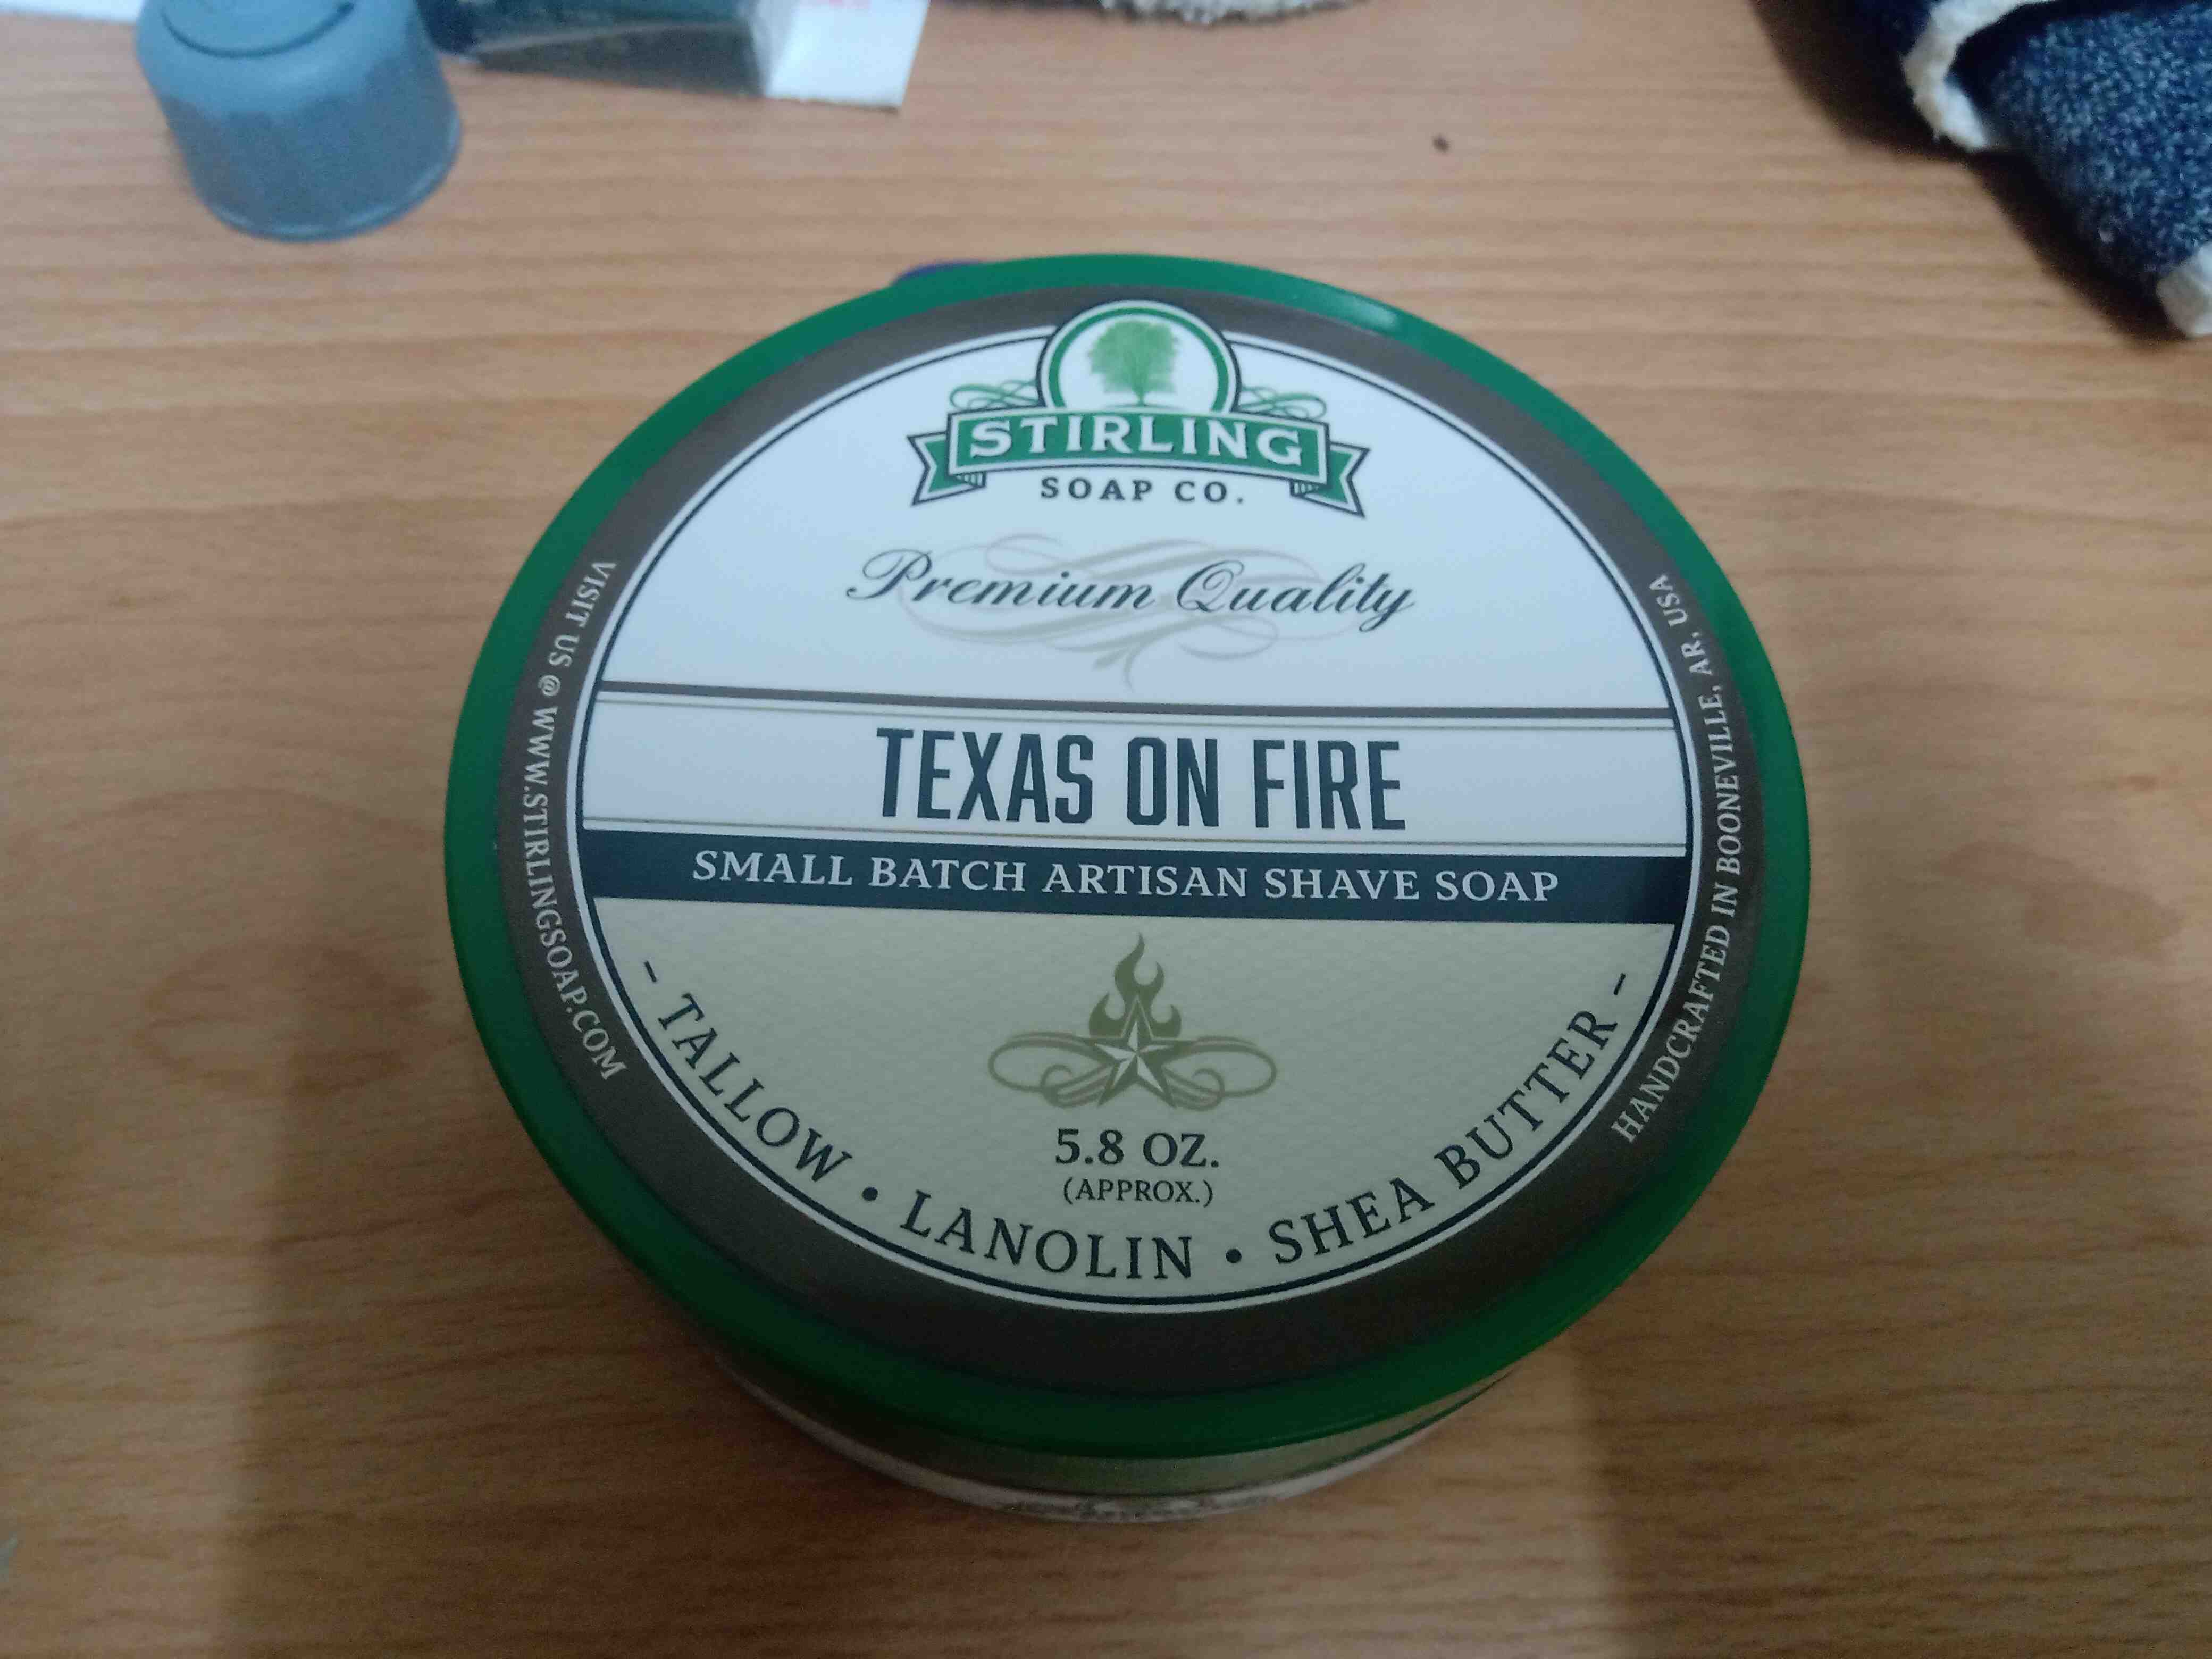 STIRLING
SOAP CO.
Premium Quality
TEXAS ON FIRE
SMALL BATCH ARTISAN SHAVE SOAP
5.8 OZ.
(APPROX.)
- TALLOW • LANOLIN • SHEA BUTTER -
VISIT US @ WWW.STIRLINGSOAP.COM
HANDCRAFTED IN BOONEVILLE, AR, USA